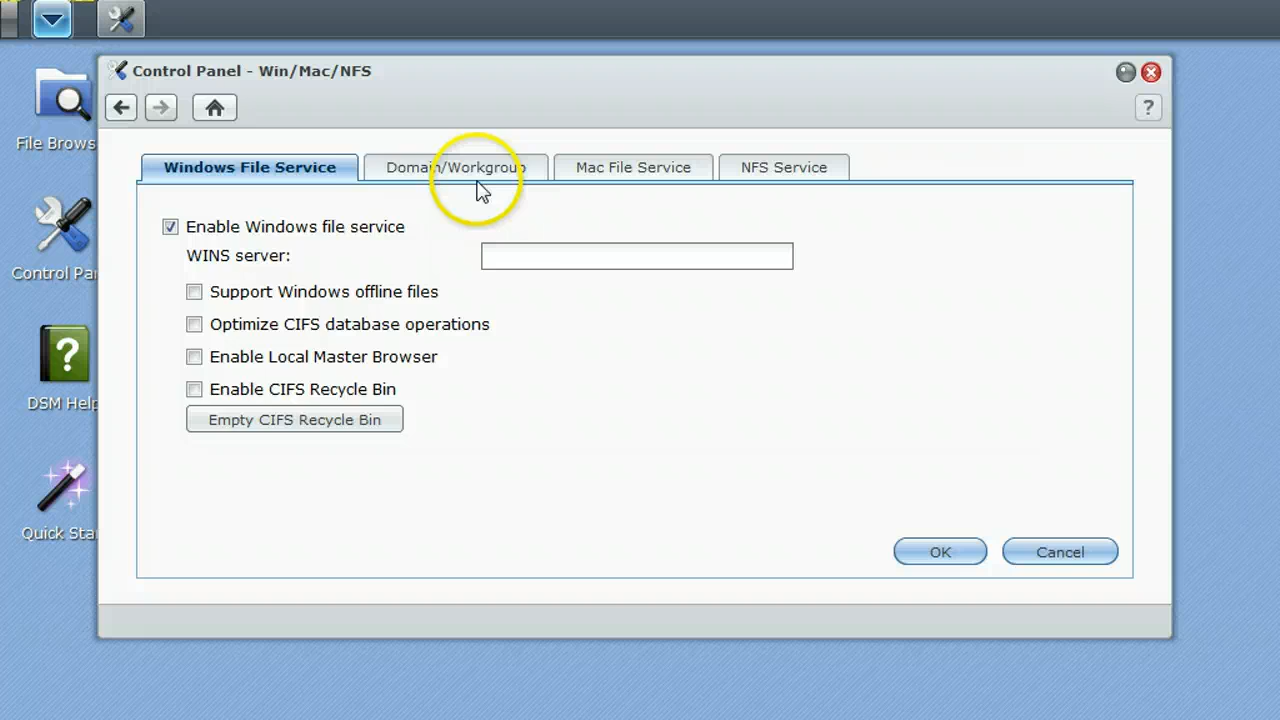 Control Panel - Win/Mac/NFS
?
File Brows
Windows File Service
Domain/Workgroup
Mac File Service
NFS Service
Enable Windows file service
WINS server:
Control Pa
Support Windows offline files
Optimize CIFS database operations
Enable Local Master Browser
Enable CIFS Recycle Bin
?
DSM Help
Empty CIFS Recycle Bin
Quick Sta
OK
Cancel